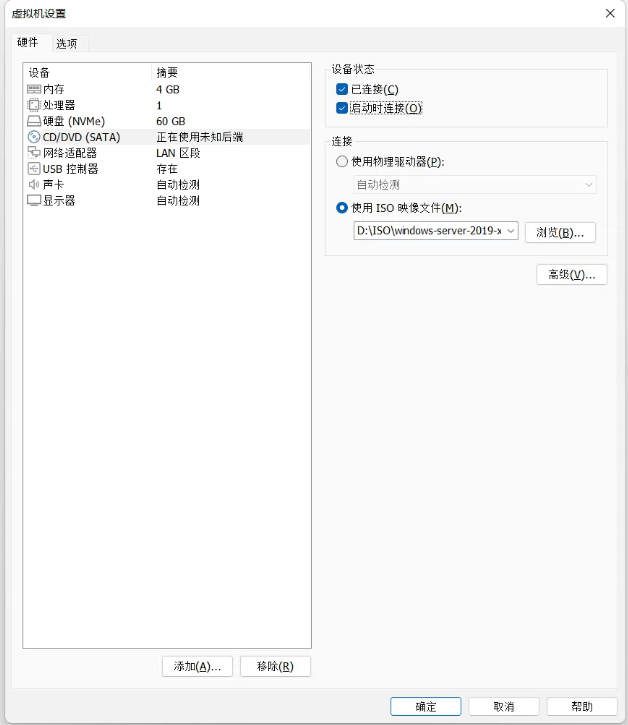 虚拟机设置
硬件 选项
设备 摘要
内存 4 GB
处理器 1
硬盘 (NVMe) 60 GB
CD/DVD (SATA) 正在使用未知后端
网络适配器 LAN 区段
USB 控制器 存在
声卡 自动检测
显示器 自动检测
添加(A)... 移除(R)
设备状态
已连接(C)
启动时连接(O)
连接
使用物理驱动器(P):
自动检测
使用 ISO 映像文件(M):
D:\ISO\windows-server-2019-x 浏览(B)...
高级(V)...
确定 取消 帮助